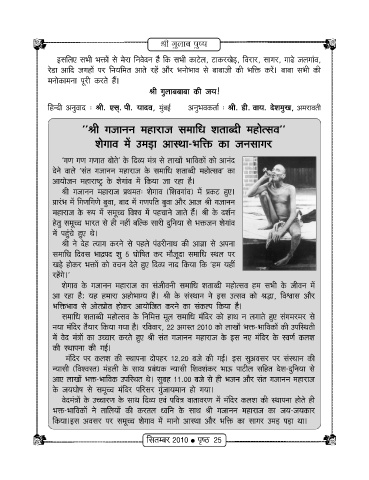 श्री गुलाब पुष्प
इसलिए सभी भक्तों से मेरा निवेदन है कि सभी काटेल, टाकरखेड़, विरार, सागर, गाढे जलगांव,
रेडा आदि जगहों पर नियमित आते रहें और भनोभाव से बाबाजी की भक्ति करें। बाबा सभी को
मनोकामना पूरी करते हैं।
श्री गुलाबबाबा की जय!
हिन्दी अनुवाद : श्री. एस्. पी. यादव, मुंबई अनुभवकर्ता : श्री. डी. वाय. देशमुख, अमरावती
“श्री गजानन महाराज समाधि शताब्दी महोत्सव”
शेगाव में उमड़ा आस्था-भक्ति का जनसागर
‘गण गण गणात बोते’ के दिव्य मंत्र से लाखों भाविकों को आनंद
देने वाले ‘संत गजानन महाराज के समाधि शताब्दी महोत्सव’ का
आयोजन महाराष्ट्र के शेगांव में किया जा रहा है।
श्री गजानन महाराज प्रथमतः शेगाव (शिवगांव) में प्रकट हुए।
प्रारंभ में गिणगिणे बुवा, बाद में गणपति बुवा और आज श्री गजानन
महाराज के रूप में समूच्च विश्व में पहचाने जाते हैं। श्री के दर्शन
हेतु समूच्च भारत से ही नहीं बल्कि सारी दुनिया से भक्तजन शेगांव
में पहुंचे हुए थे।
श्री ने देह त्याग करने से पहले पंडरीनाथ की आज्ञा से अपना
समाधि दिवस भाद्रपद शु 5 घोषित कर मौजूदा समाधि स्थल पर
खड़े होकर भक्तों को वचन देते हुए दिव्य नाद किया कि ‘हम यहीं
रहेंगे।’
शेगाव के गजानन महाराज का संजीवनी समाधि शताब्दी महोत्सव हम सभी के जीवन में
आ रहा है; यह हमारा अहोभाग्य है। श्री के संस्थान ने इस उत्सव को श्रद्धा, विश्वास और
भक्तिभाव से ओतप्रोत होकर आयोजित करने का संकल्प किया है।
समाधि शताब्दी महोत्सव के निमित्त मूल समाधि मंदिर को हाथ न लगाते हुए संगमरमर से
नया मंदिर तैयार किया गया है। रविवार, 22 अगस्त 2010 को लाखों भक्त-भाविकों की उपस्थिती
में वेद मंत्रों का उच्चार करते हुए श्री संत गजानन महाराज के इस नए मंदिर के स्वर्ण कलश
की स्थापना की गई।
मंदिर पर कलश की स्थापना दोपहर 12.20 बजे की गई। इस सुअवसर पर संस्थान की
न्यासी (विश्वस्त) मंडली के साथ प्रबंधक न्यासी शिवशंकर भाऊ पाटील सहित देश-दुनिया से
आए लाखों भक्त-भाविक उपस्थित थे। सुबह 11.00 बजे से ही भजन और संत गजानन महाराज
के जयघोष से समूच्च मंदिर परिसर गुंजायमान हो गया।
वेदमंत्रों के उच्चारण के साथ दिव्य एवं पवित्र वातावरण में मंदिर कलश की स्थापना होते ही
भक्त-भाविकों ने तालियों की करतल ध्वनि के साथ श्री गजानन महाराज का जय-जयकार
किया।इस अवसर पर समूच्च शेगाव में मानो आस्था और भक्ति का सागर उमड़ पड़ा था।
सितम्बर 2010 ● पृष्ठ 25